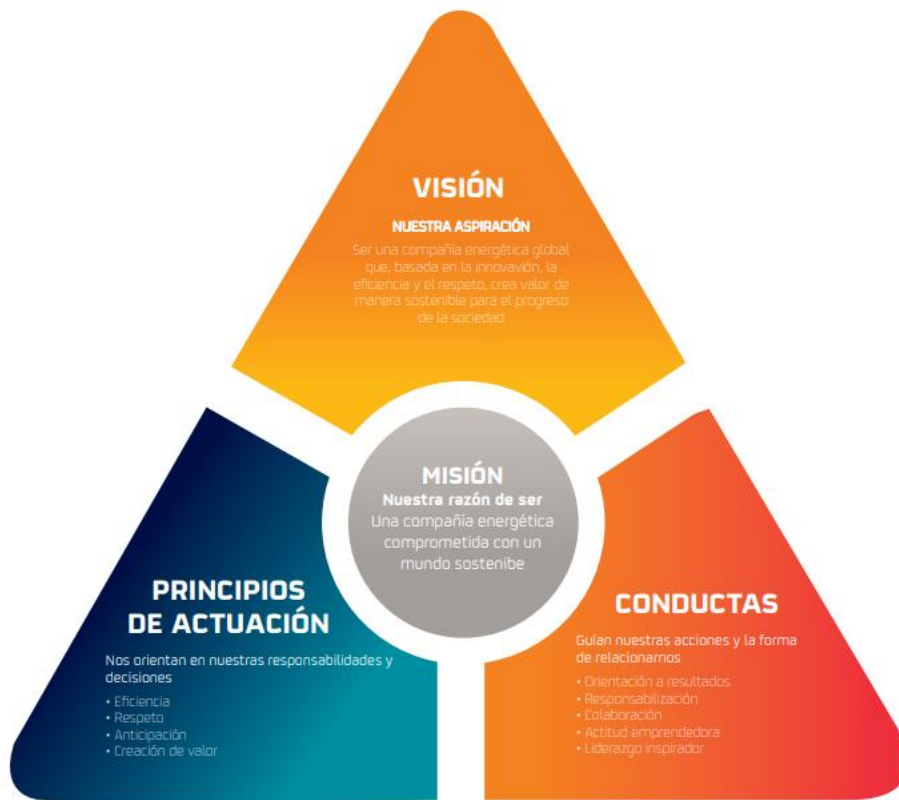 VISIÓN
NUESTRA ASPIRACIÓN
Ser una compañía energética global
que, basada en la innovavión, la
eficiencia y el respeto, crea valor de
manera sostenible para el progreso
de la sociedad
MISIÓN
Nuestra razón de ser
Una compañía energética
comprometida con un
mundo sostenibe
PRINCIPIOS
DE ACTUACIÓN
Nos orientan en nuestras responsabilidades y
decisiones
• Eficiencia
• Respeto
• Anticipación
• Creación de valor
CONDUCTAS
Guían nuestras acciones y la forma
de relacionarnos
• Orientación a resultados
• Responsabilización
• Colaboración
• Actitud emprendedora
• Liderazgo inspirador